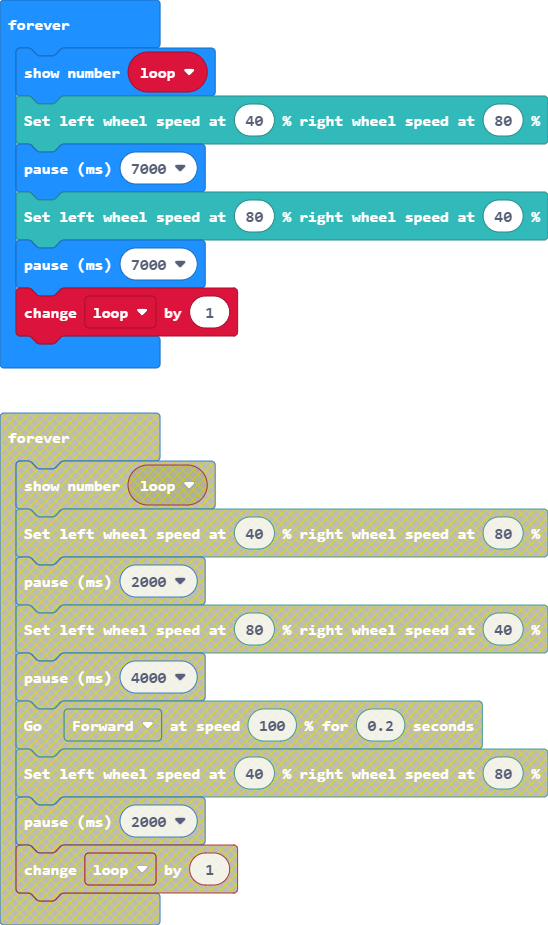 forever
show number loop
Set left wheel speed at 40 % right wheel speed at 80 %
pause (ms) 7000
Set left wheel speed at 80 % right wheel speed at 40 %
pause (ms) 7000
change loop by 1
forever
show number loop
Set left wheel speed at 40 % right wheel speed at 80 %
pause (ms) 2000
Set left wheel speed at 80 % right wheel speed at 40 %
pause (ms) 4000
Go Forward at speed 100 % for 0.2 seconds
Set left wheel speed at 40 % right wheel speed at 80 %
pause (ms) 2000
change loop by 1